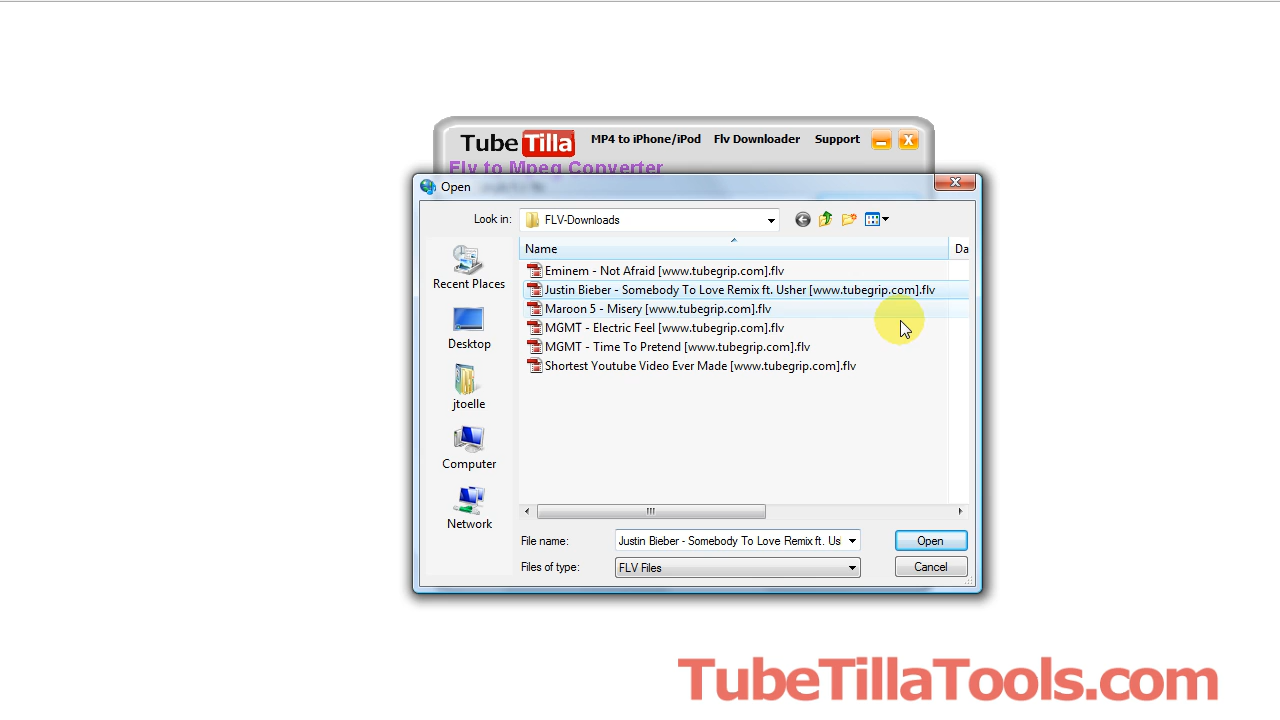 TubeTilla MP4 to iPhone/iPod Flv Downloader Support
Flv to Mpeg Converter
Open
Look in: FLV-Downloads
Name Da
Eminem - Not Afraid [www.tubegrip.com].flv
Justin Bieber - Somebody To Love Remix ft. Usher [www.tubegrip.com].flv
Maroon 5 - Misery [www.tubegrip.com].flv
MGMT - Electric Feel [www.tubegrip.com].flv
MGMT - Time To Pretend [www.tubegrip.com].flv
Shortest Youtube Video Ever Made [www.tubegrip.com].flv
Recent Places
Desktop
jtoelle
Computer
Network
File name: Justin Bieber - Somebody To Love Remix ft. Us Open
Files of type: FLV Files Cancel
TubeTillaTools.com